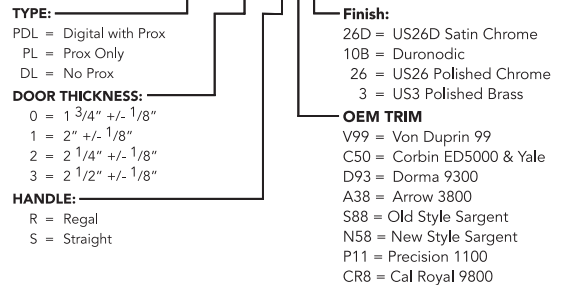 TYPE:
PDL = Digital with Prox
PL = Prox Only
DL = No Prox
DOOR THICKNESS:
0 = 1 3/4" +/- 1/8"
1 = 2" +/- 1/8"
2 = 2 1/4" +/- 1/8"
3 = 2 1/2" +/- 1/8"
HANDLE:
R = Regal
S = Straight
Finish:
26D = US26D Satin Chrome
10B = Duronodic
26 = US26 Polished Chrome
3 = US3 Polished Brass
OEM TRIM
V99 = Von Duprin 99
C50 = Corbin ED5000 & Yale
D93 = Dorma 9300
A38 = Arrow 3800
S88 = Old Style Sargent
N58 = New Style Sargent
P11 = Precision 1100
CR8 = Cal Royal 9800